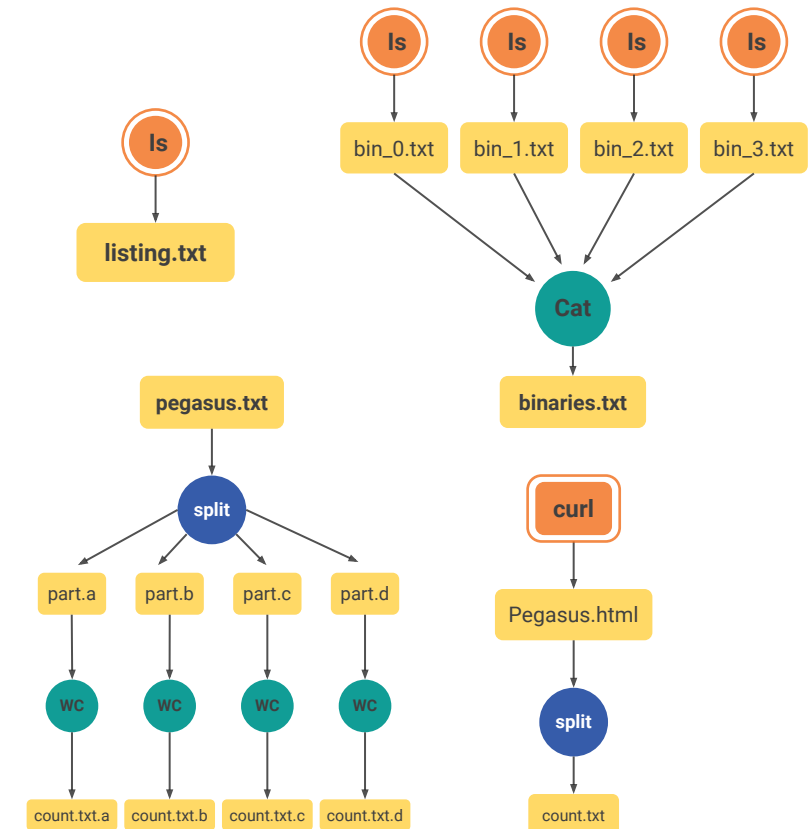 ls
ls
ls
ls
bin_0.txt
bin_1.txt
bin_2.txt
bin_3.txt
ls
listing.txt
Cat
pegasus.txt
binaries.txt
split
curl
part.a
part.b
part.c
part.d
Pegasus.html
WC
WC
WC
WC
split
count.txt.a
count.txt.b
count.txt.c
count.txt.d
count.txt